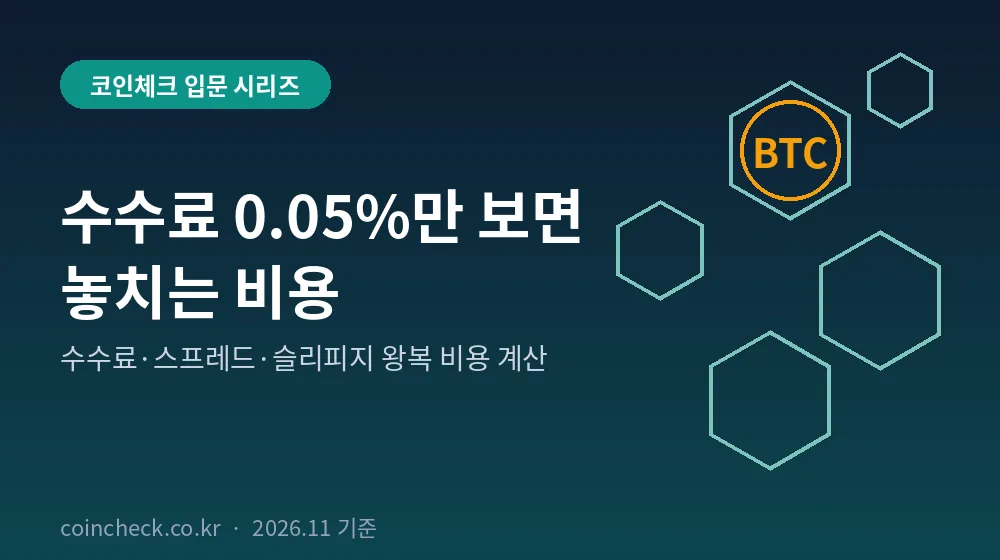 코인체크 입문 시리즈
BTC
수수료 0.05%만 보면
놓치는 비용
수수료·스프레드·슬리피지 왕복 비용 계산
coincheck.co.kr · 2026.11 기준